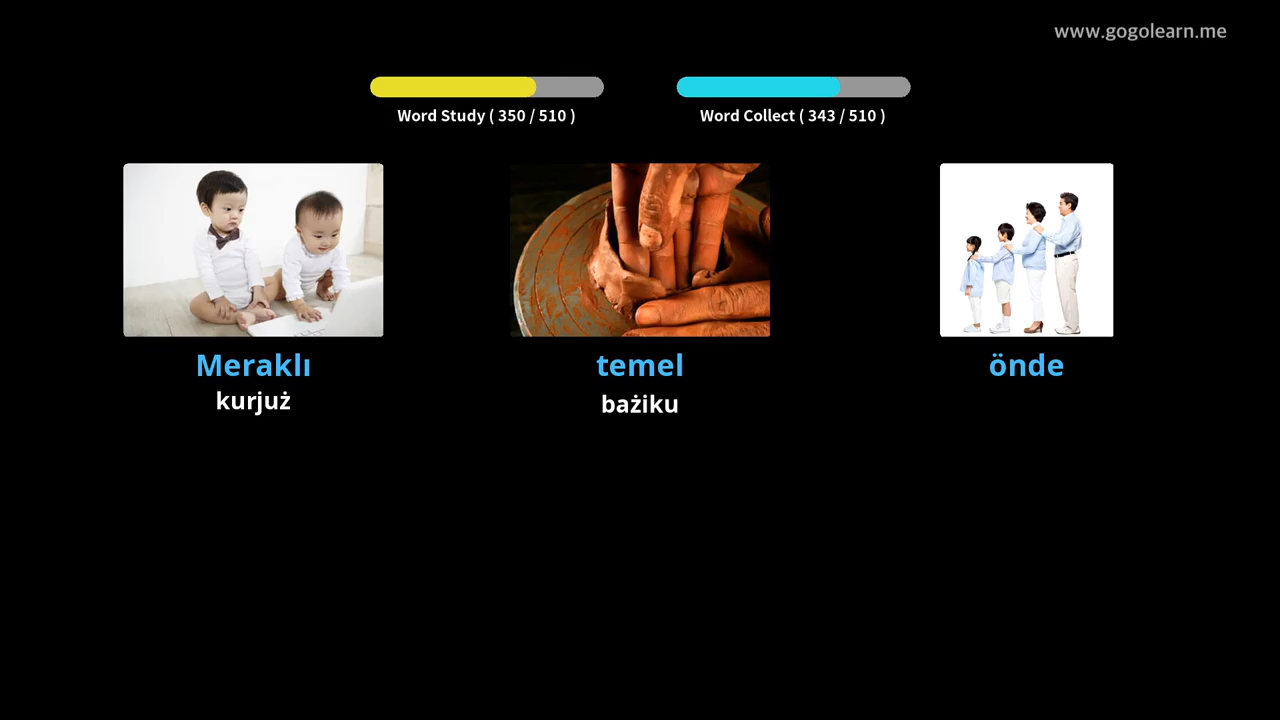 www.gogolearn.me
Word Study ( 350 / 510 )
Word Collect ( 343 / 510 )
Meraklı
temel
önde
kurjuż
bażiku